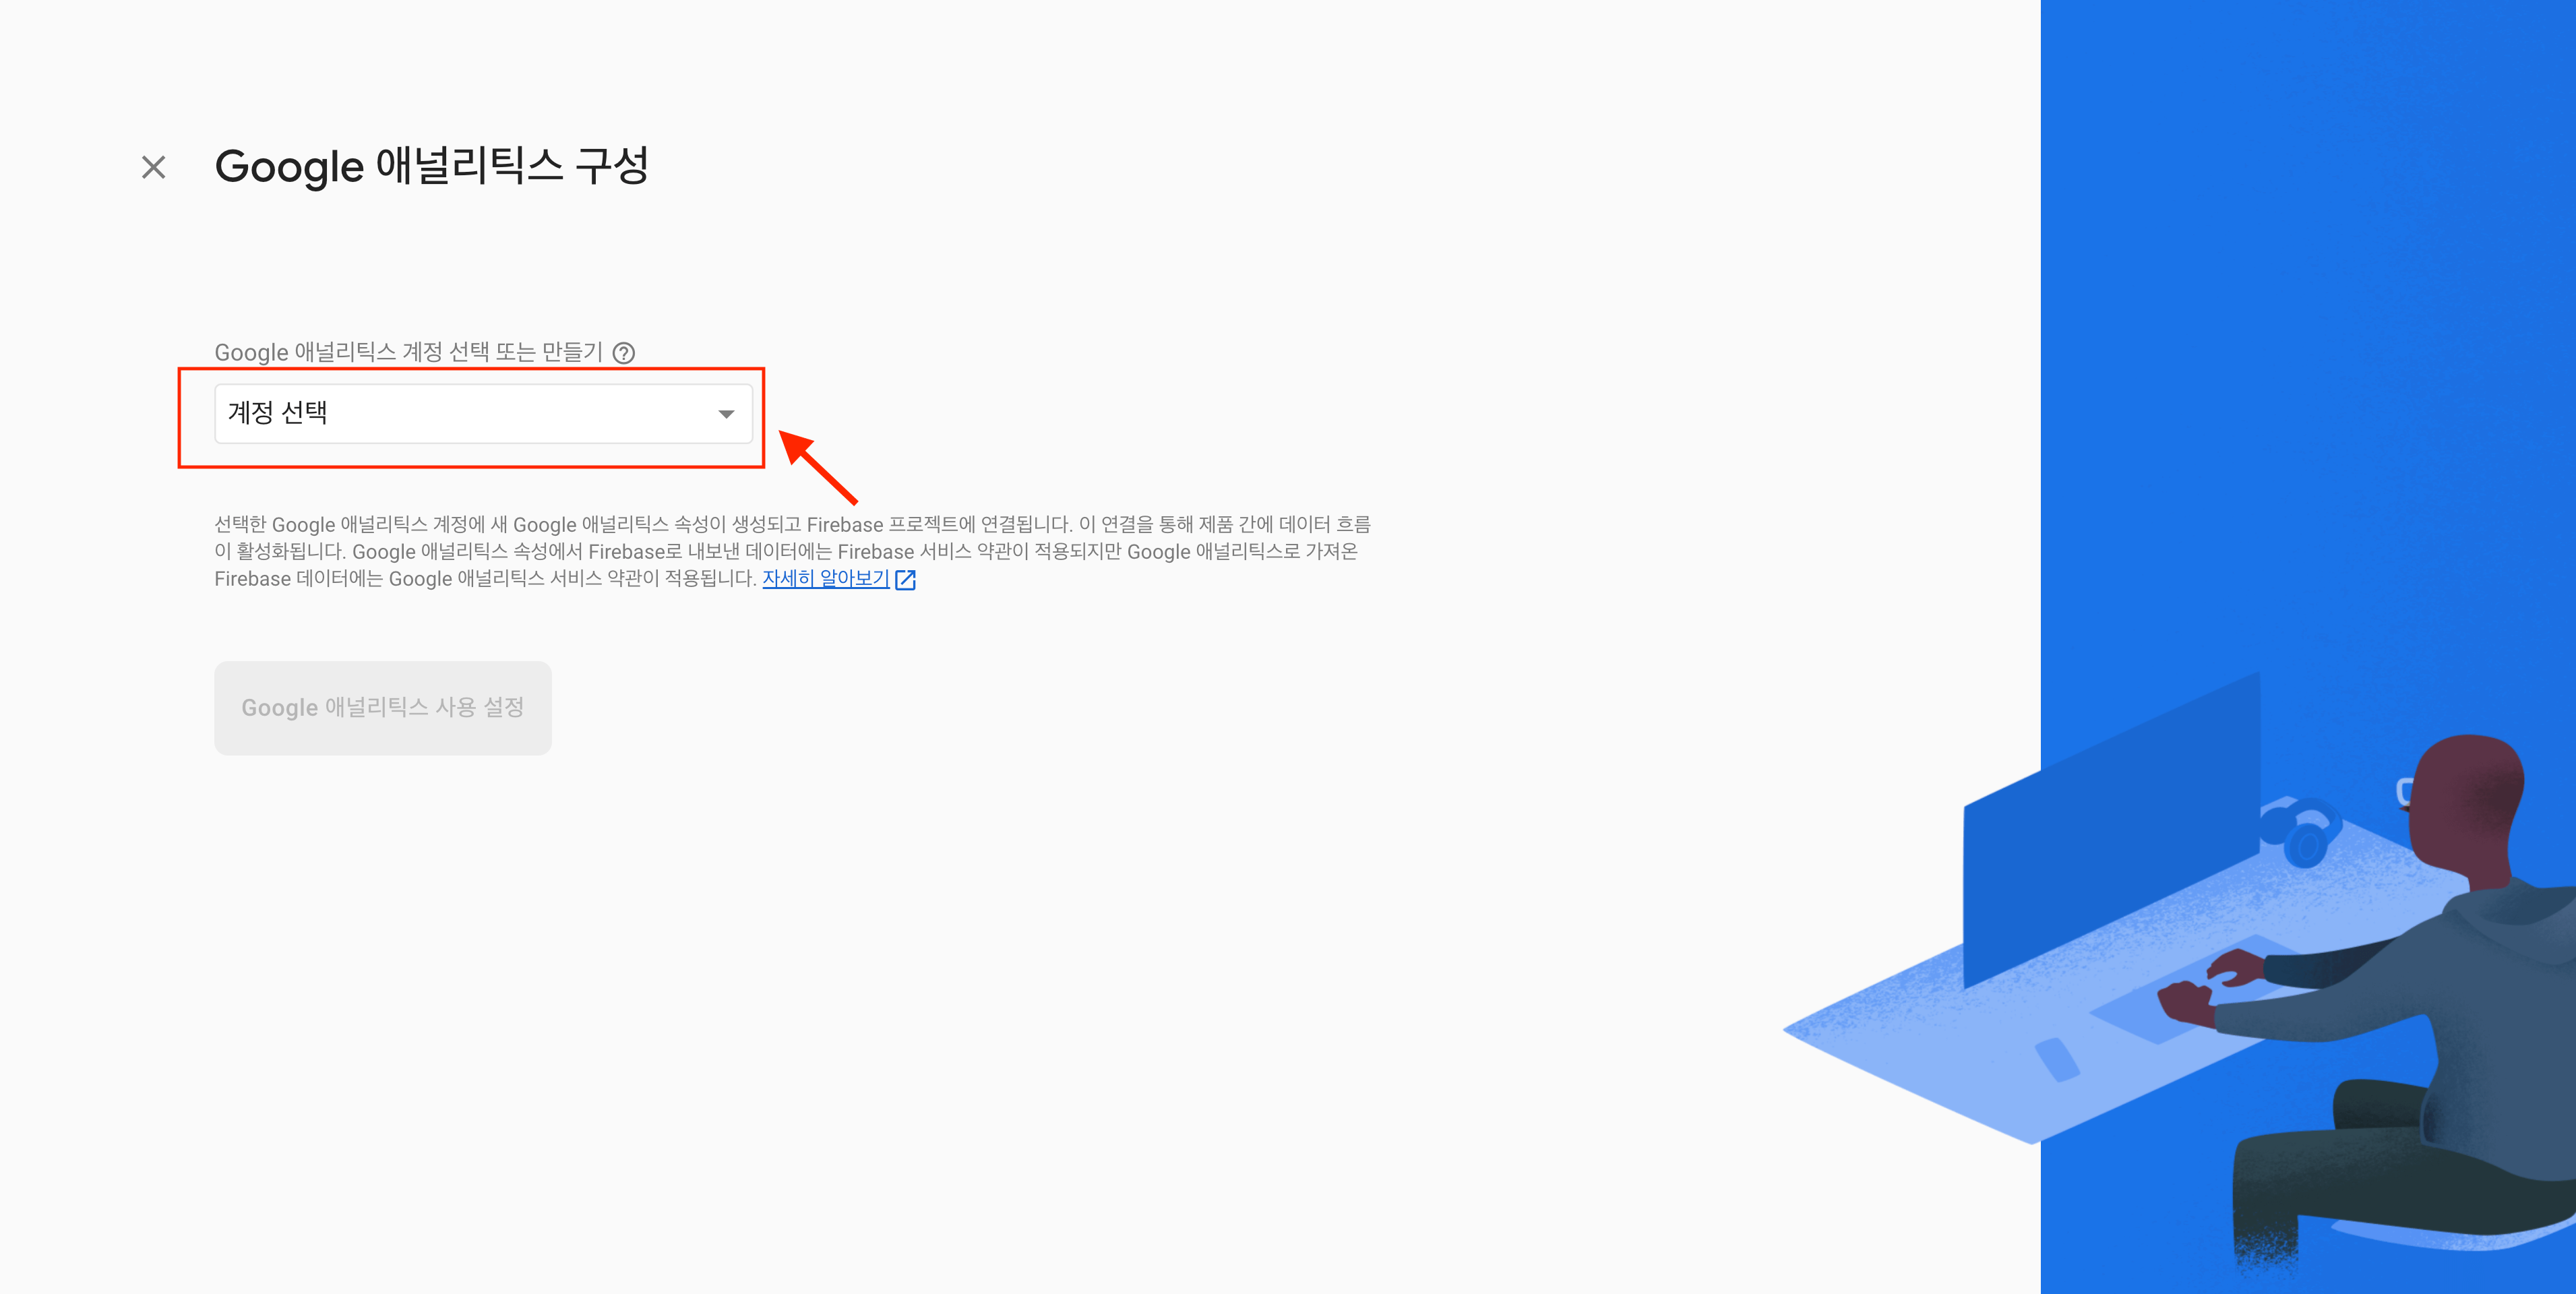 Google 애널리틱스 구성
Google 애널리틱스 계정 선택 또는 만들기
계정 선택
선택한 Google 애널리틱스 계정에 새 Google 애널리틱스 속성이 생성되고 Firebase 프로젝트에 연결됩니다. 이 연결을 통해 제품 간에 데이터 흐름
이 활성화됩니다. Google 애널리틱스 속성에서 Firebase로 내보낸 데이터에는 Firebase 서비스 약관이 적용되지만 Google 애널리틱스로 가져온
Firebase 데이터에는 Google 애널리틱스 서비스 약관이 적용됩니다. 자세히 알아보기
Google 애널리틱스 사용 설정